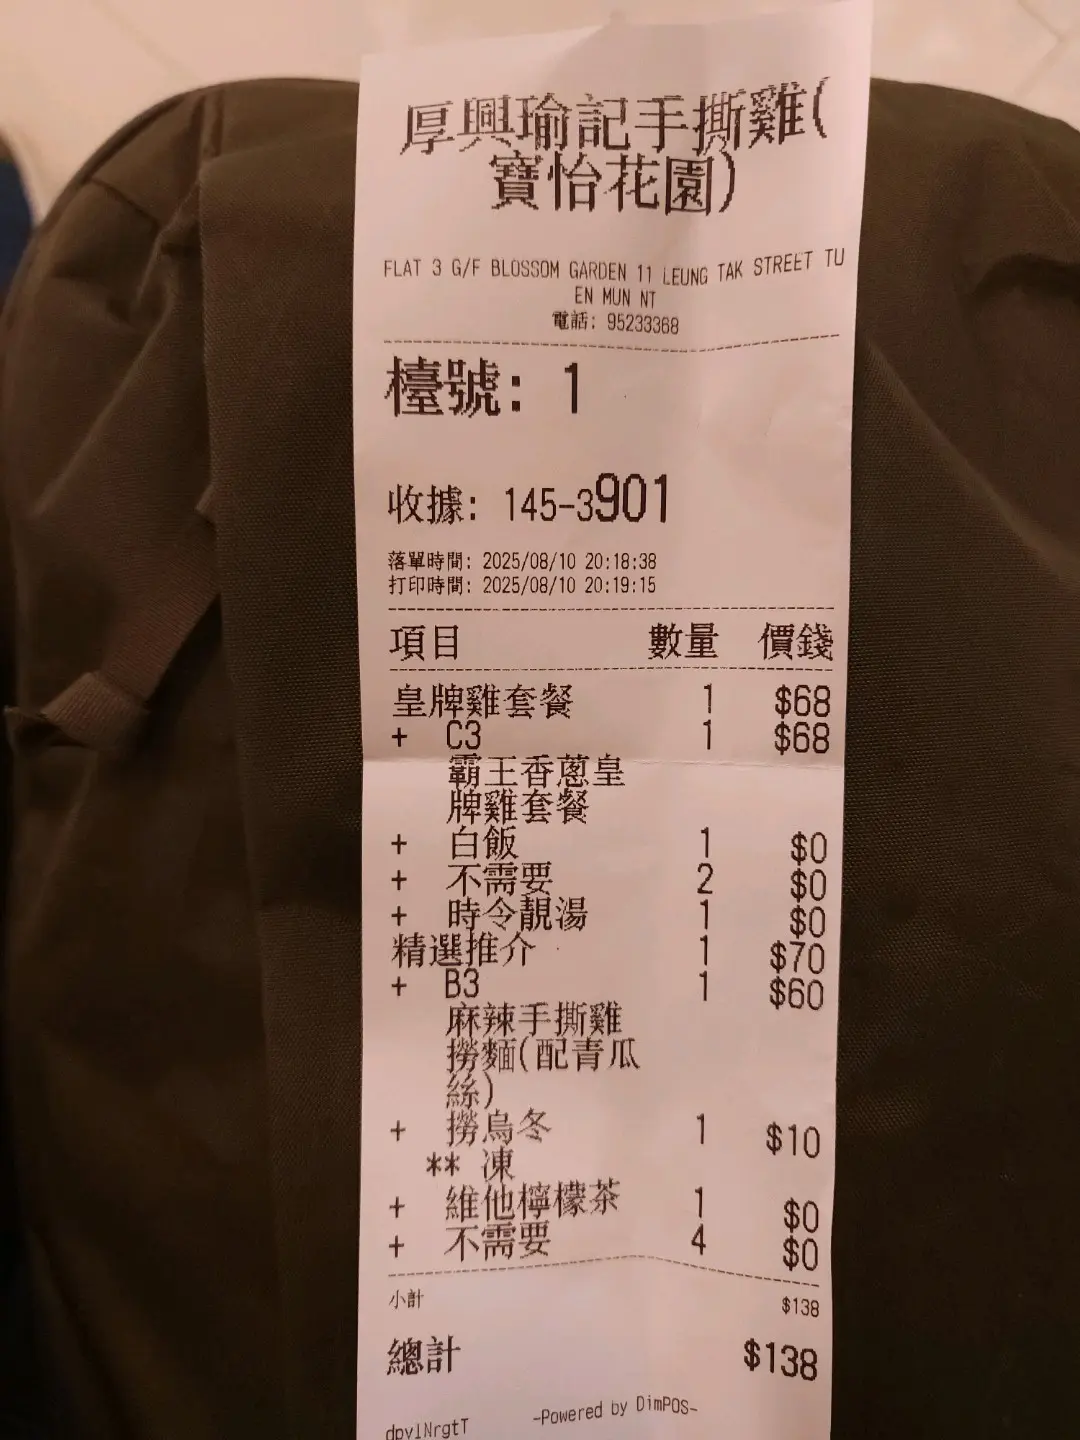 厚興瑜記手撕雞(
寶怡花園)
FLAT 3 G/F BLOSSOM GARDEN 11 LEUNG TAK STREET TU
EN MUN NT
電話: 95233368
檯號: 1
收據: 145-3901
落單時間: 2025/08/10 20:18:38
打印時間: 2025/08/10 20:19:15
項目 數量 價錢
皇牌雞套餐 1 $68
+ C3 1 $68
霸王香蔥皇
牌雞套餐
+ 白飯 1 $0
+ 不需要 2 $0
+ 時令靚湯 1 $0
精選推介 1 $70
+ B3 1 $60
麻辣手撕雞
撈麵(配青瓜
絲)
+ 撈烏冬 1 $10
** 凍
+ 維他檸檬茶 1 $0
+ 不需要 4 $0
小計 $138
總計 $138
dpylNrgtT -Powered by DimPOS-